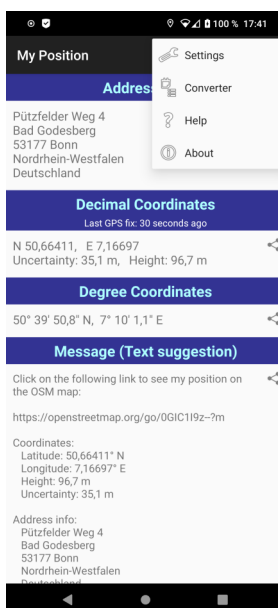 100 % 17:41
My Position
Settings
Converter
Help
About
Addres
Pützfelder Weg 4
Bad Godesberg
53177 Bonn
Nordrhein-Westfalen
Deutschland
Decimal Coordinates
Last GPS fix: 30 seconds ago
N 50,66411, E 7,16697
Uncertainty: 35,1 m, Height: 96,7 m
Degree Coordinates
50° 39' 50,8" N, 7° 10' 1,1" E
Message (Text suggestion)
Click on the following link to see my position on
the OSM map:
https://openstreetmap.org/go/0GIC1I9z--?m
Coordinates:
Latitude: 50,66411° N
Longitude: 7,16697° E
Height: 96,7 m
Uncertainty: 35,1 m
Address info:
Pützfelder Weg 4
Bad Godesberg
53177 Bonn
Nordrhein-Westfalen
Deutschland